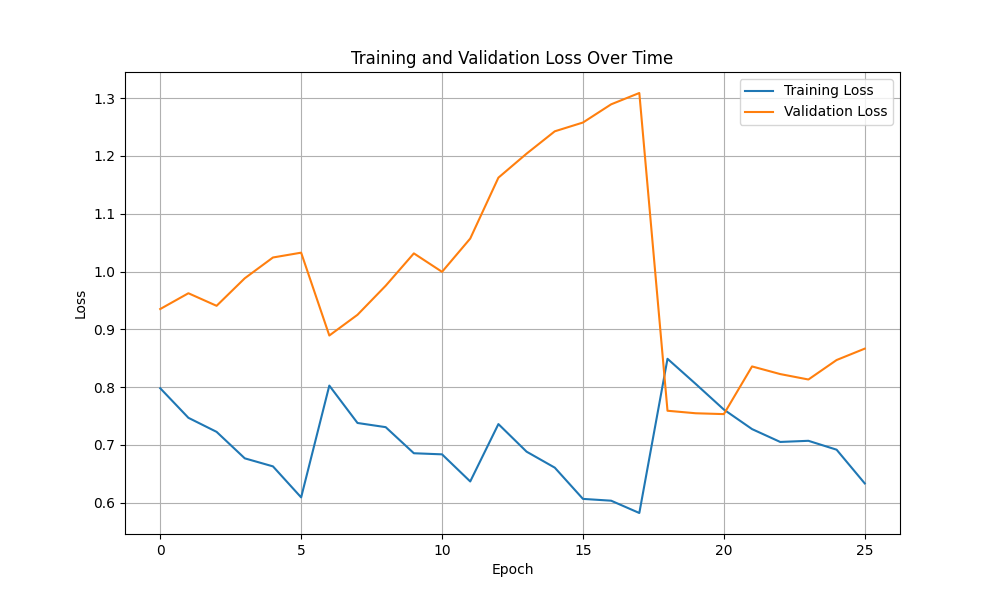 Training and Validation Loss Over Time
Training Loss
Validation Loss
1.3
1.2
1.1
1.0
0.9
0.8
0.7
0.6
Loss
0 5 10 15 20 25
Epoch